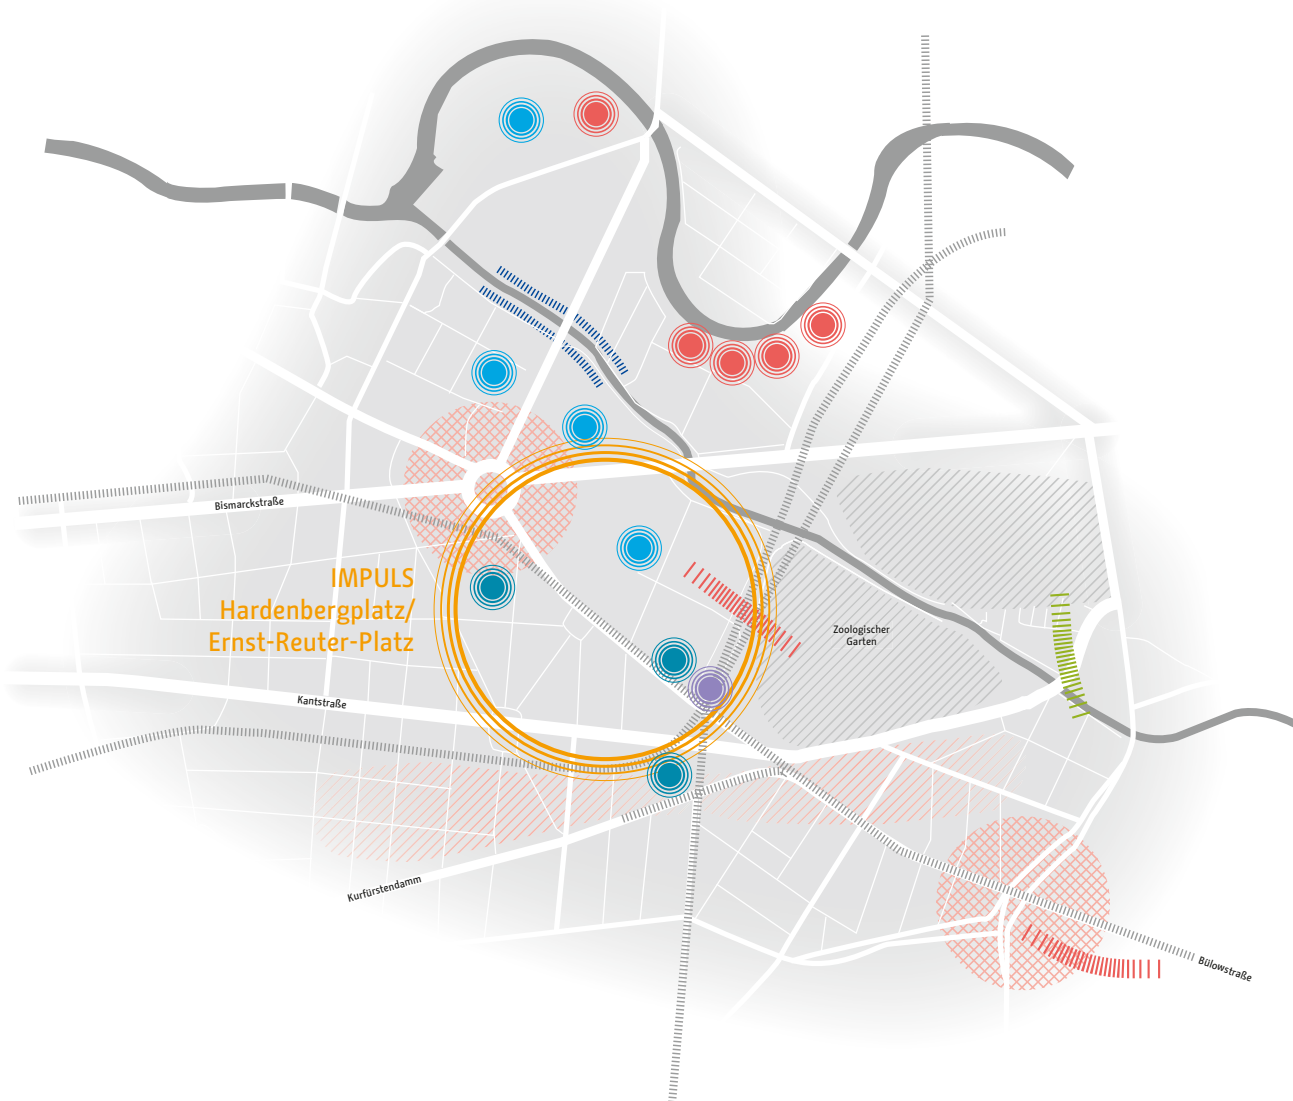 Bismarckstraße
IMPULS
Hardenbergplatz/
Ernst-Reuter-Platz
Zoologischer
Garten
Kantstraße
Kurfürstendamm
Bülowstraße